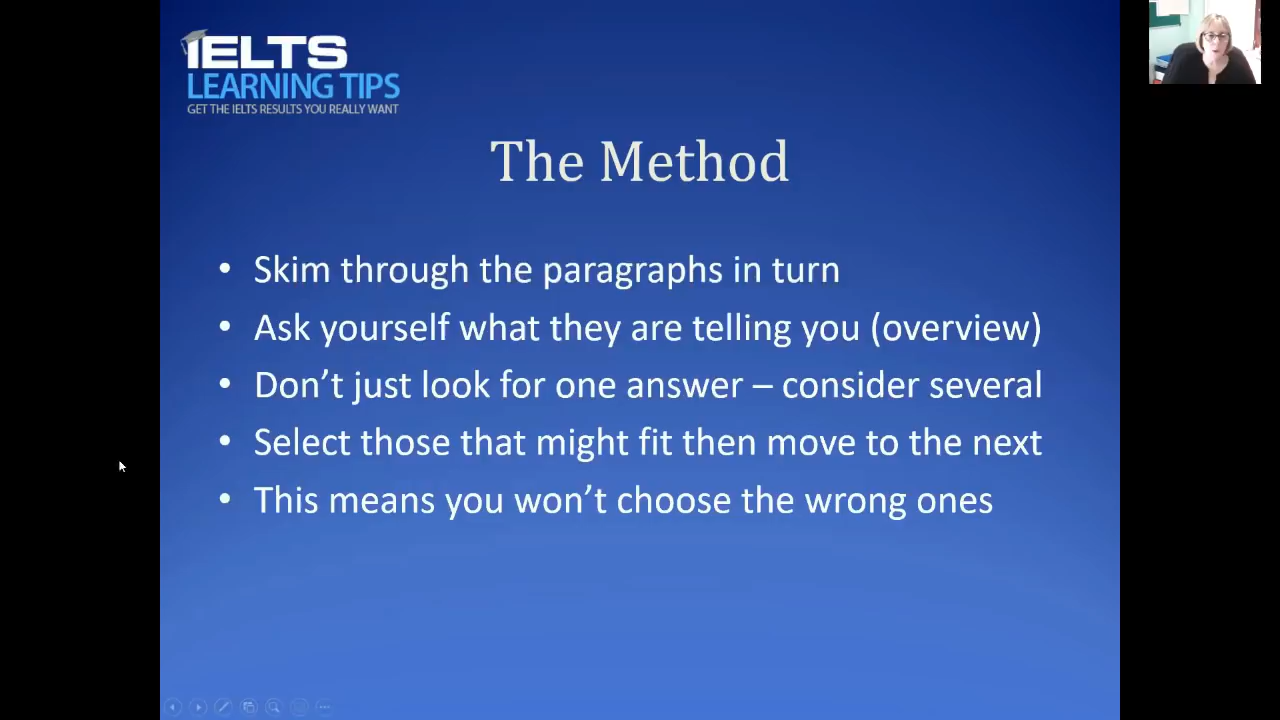 IELTS
LEARNING TIPS
GET THE IELTS RESULTS YOU REALLY WANT
The Method
• Skim through the paragraphs in turn
• Ask yourself what they are telling you (overview)
• Don’t just look for one answer – consider several
• Select those that might fit then move to the next
• This means you won’t choose the wrong ones